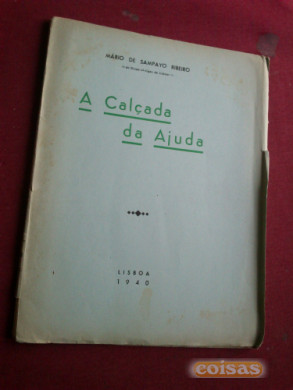 MÁRIO DE SAMPAYO RIBEIRO
A Calçada
da Ajuda
LISBOA
1940
coisas